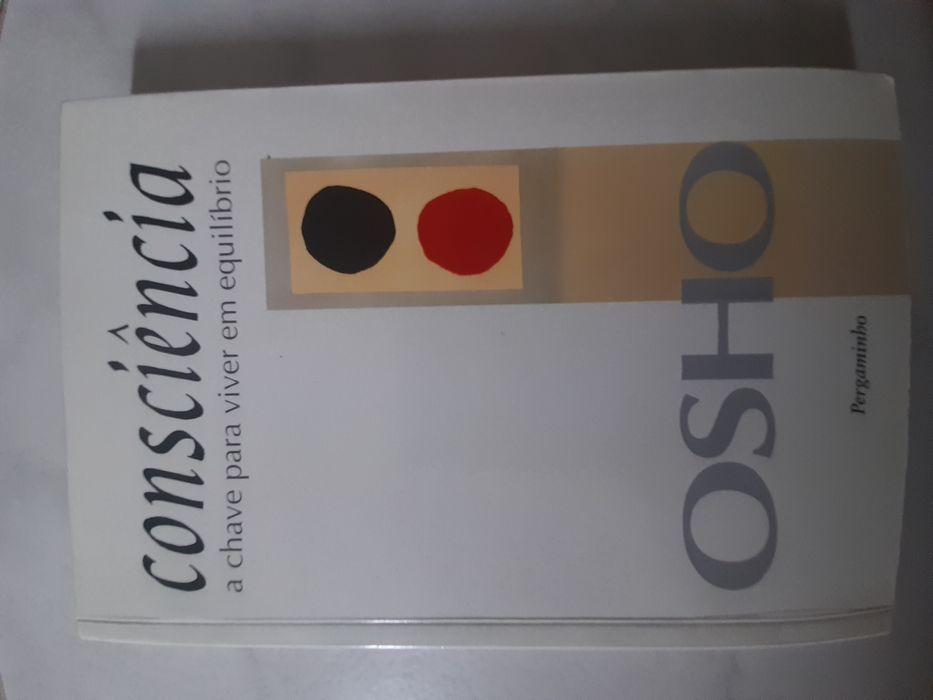 consciência
a chave para viver em equilíbrio
OSHO
Pergaminho